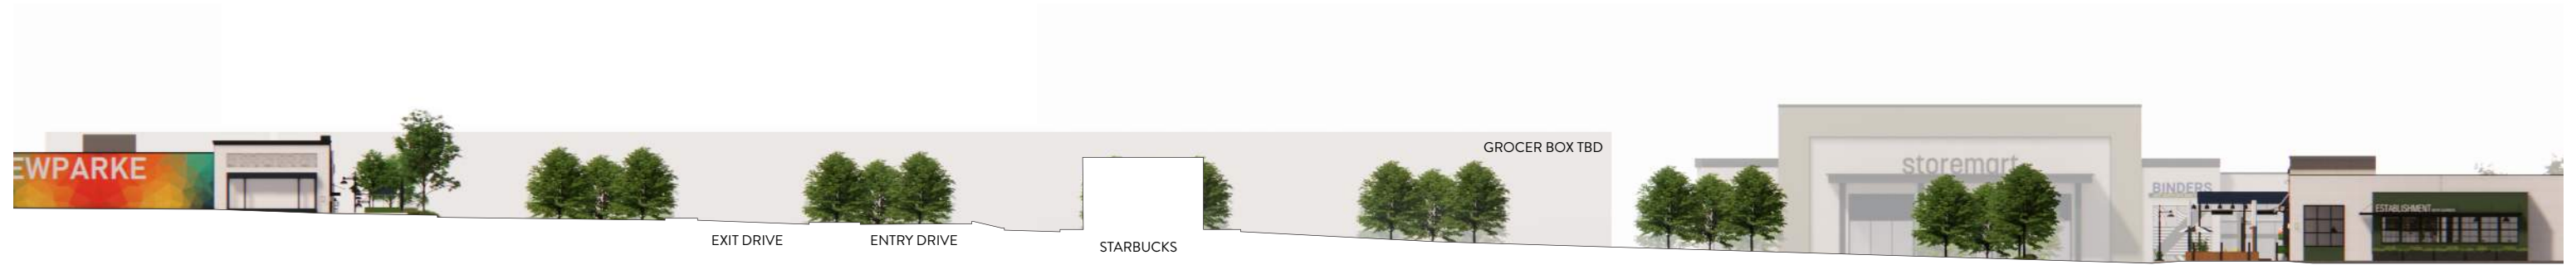 EWPARKE
GROCER BOX TBD
storemart
BINDERS
ESTABLISHMENT
EXIT DRIVE
ENTRY DRIVE
STARBUCKS